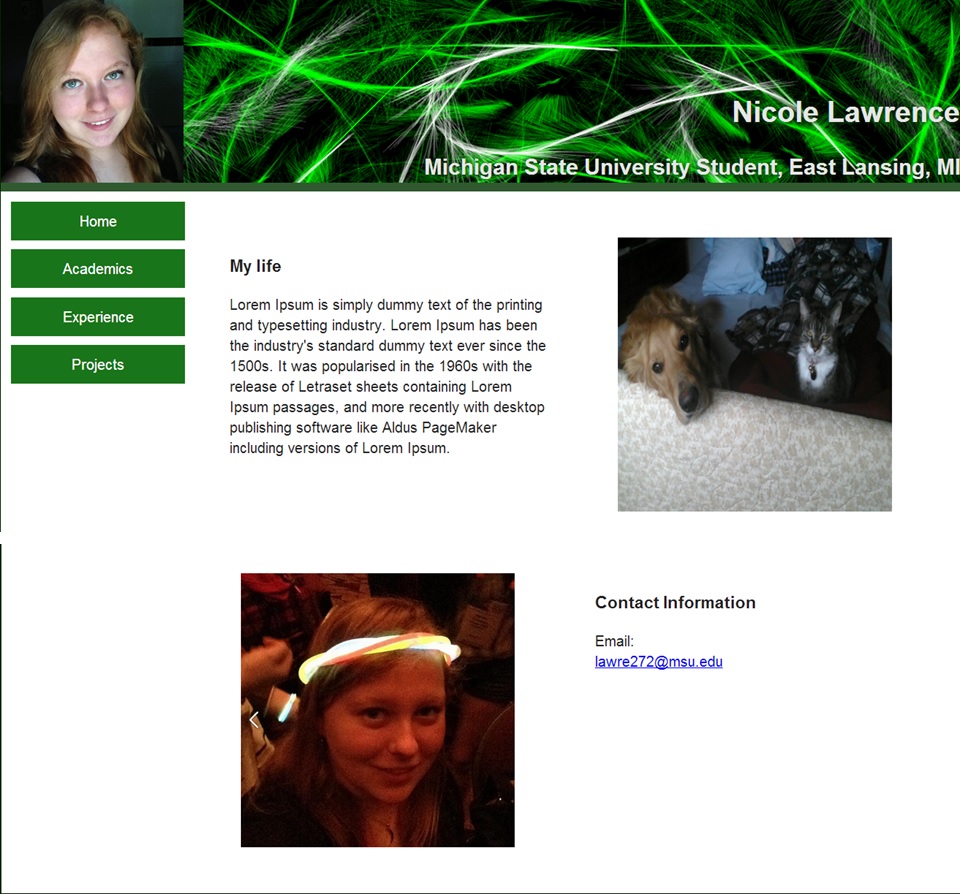 Nicole Lawrence
Michigan State University Student, East Lansing, MI
Home
Academics
Experience
Projects
My life
Lorem Ipsum is simply dummy text of the printing
and typesetting industry. Lorem Ipsum has been
the industry's standard dummy text ever since the
1500s. It was popularised in the 1960s with the
release of Letraset sheets containing Lorem
Ipsum passages, and more recently with desktop
publishing software like Aldus PageMaker
including versions of Lorem Ipsum.
Contact Information
Email:
lawre272@msu.edu